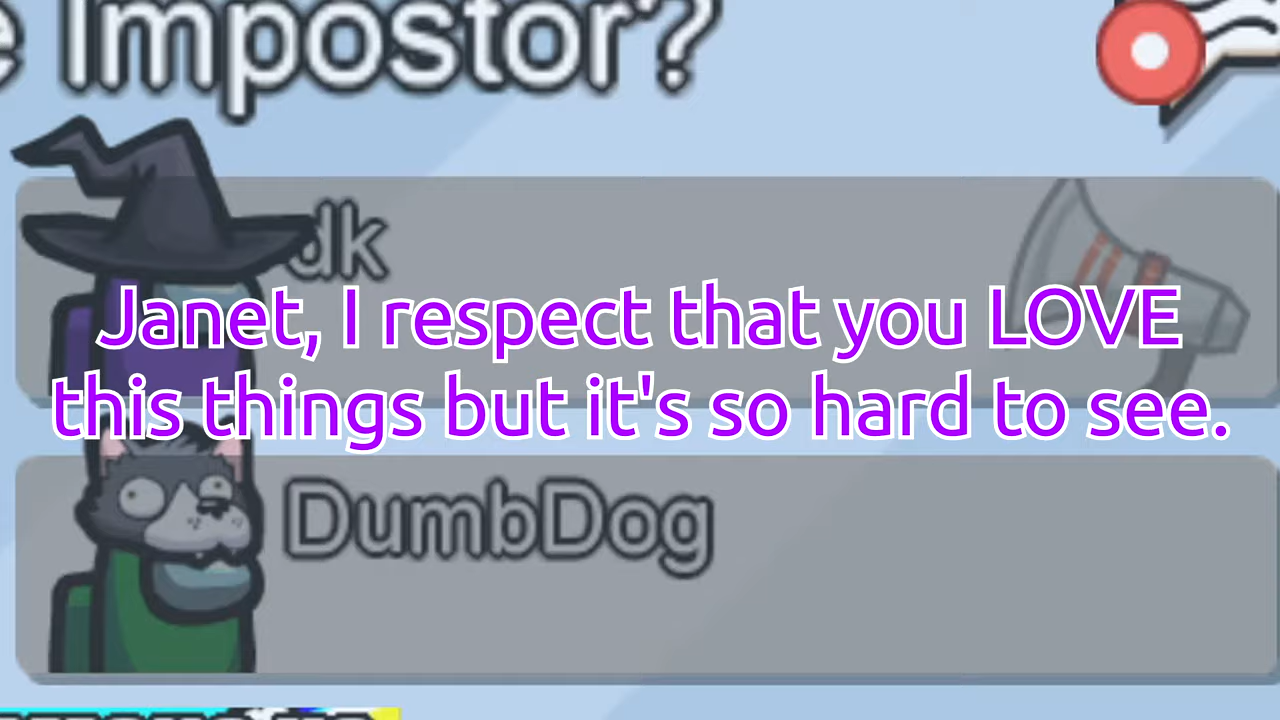 Impostor?
dk
Janet, I respect that you LOVE
this things but it's so hard to see.
DumbDog